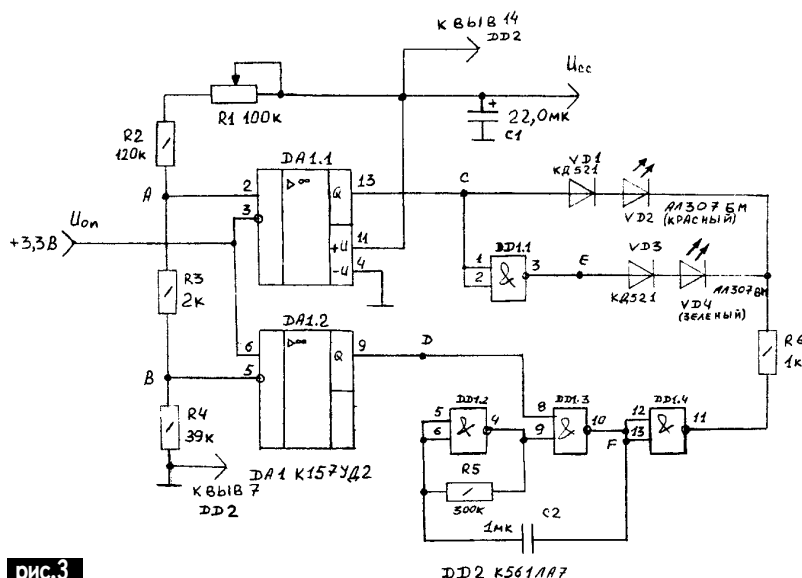 К ВЫВ 14
DD2
Ucc
+
R1 100к
22,0мк
C1
R2
120к
DA1.1
A
2
3
▷∞
Q
13
+U
11
-U
4
C
VD1
КД521
VD2
АЛ307БМ
(КРАСНЫЙ)
Uоп
+3,3В
DD1.1
1
2
&
3
E
VD3
КД521
VD4
(ЗЕЛЕНЫЙ)
АЛ307ВМ
R3
2к
DA1.2
6
5
▷∞
Q
9
D
B
R6
1к
R4
39к
DD1.2
5
6
&
4
DD1.3
8
9
&
10
F
DD1.4
12
13
&
11
R5
300к
1мк
C2
К ВЫВ 7
DD2
DA1 К157УД2
DD2 К561ЛА7
рис.3